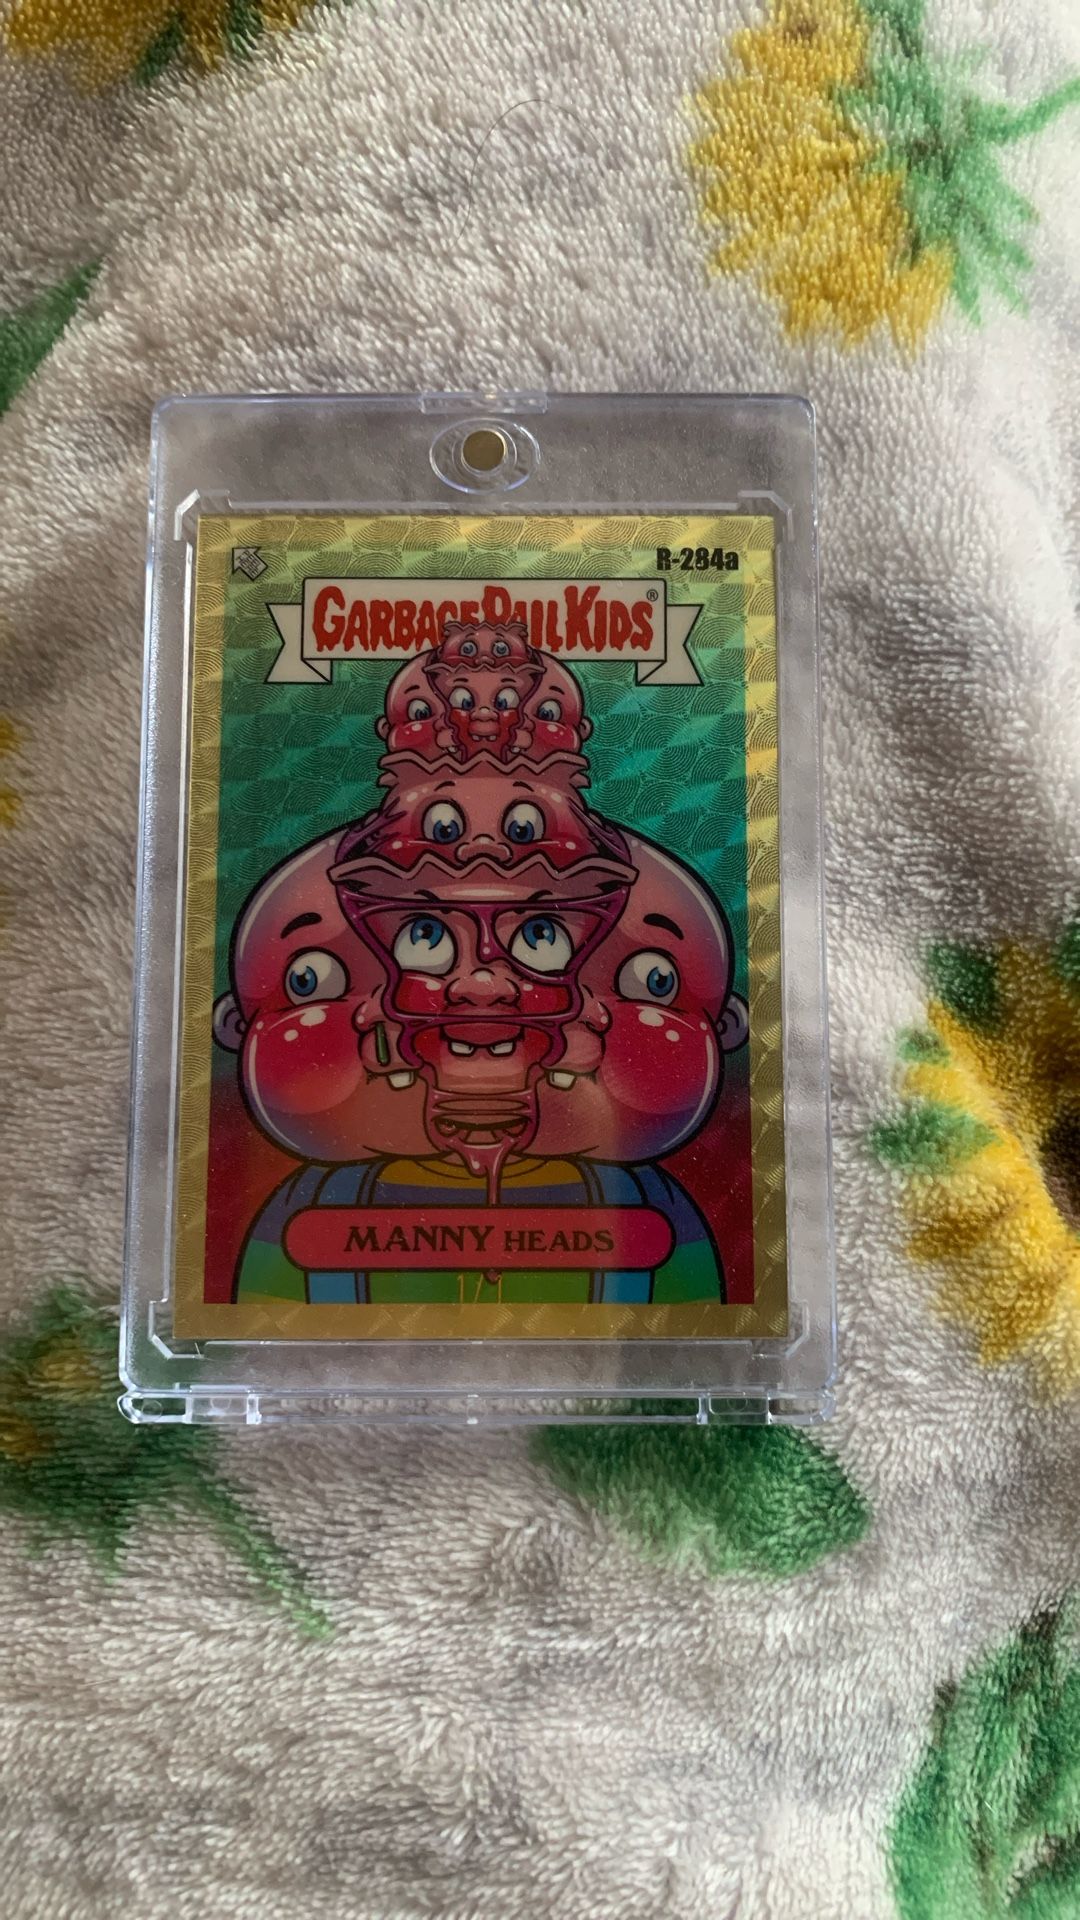 R-284a
GARBAGE PAIL KIDS®
MANNY HEADS
1/1